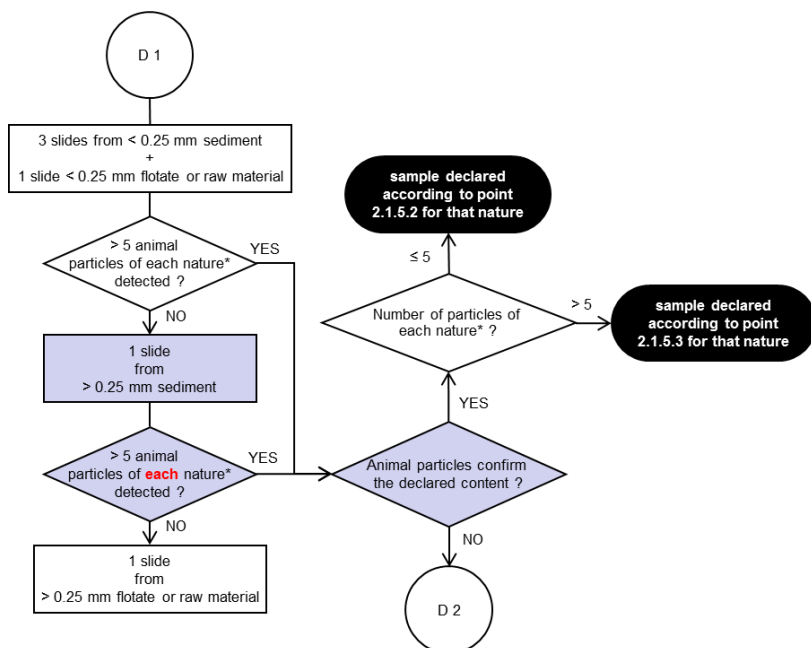 D 1
3 slides from < 0.25 mm sediment
+
1 slide < 0.25 mm flotate or raw material
> 5 animal
particles of each nature*
detected ?
YES
NO
1 slide
from
> 0.25 mm sediment
> 5 animal
particles of each nature*
detected ?
YES
NO
1 slide
from
> 0.25 mm flotate or raw material
sample declared
according to point
2.1.5.2 for that nature
≤ 5
Number of particles of
each nature* ?
> 5
sample declared
according to point
2.1.5.3 for that nature
YES
Animal particles confirm
the declared content ?
NO
D 2